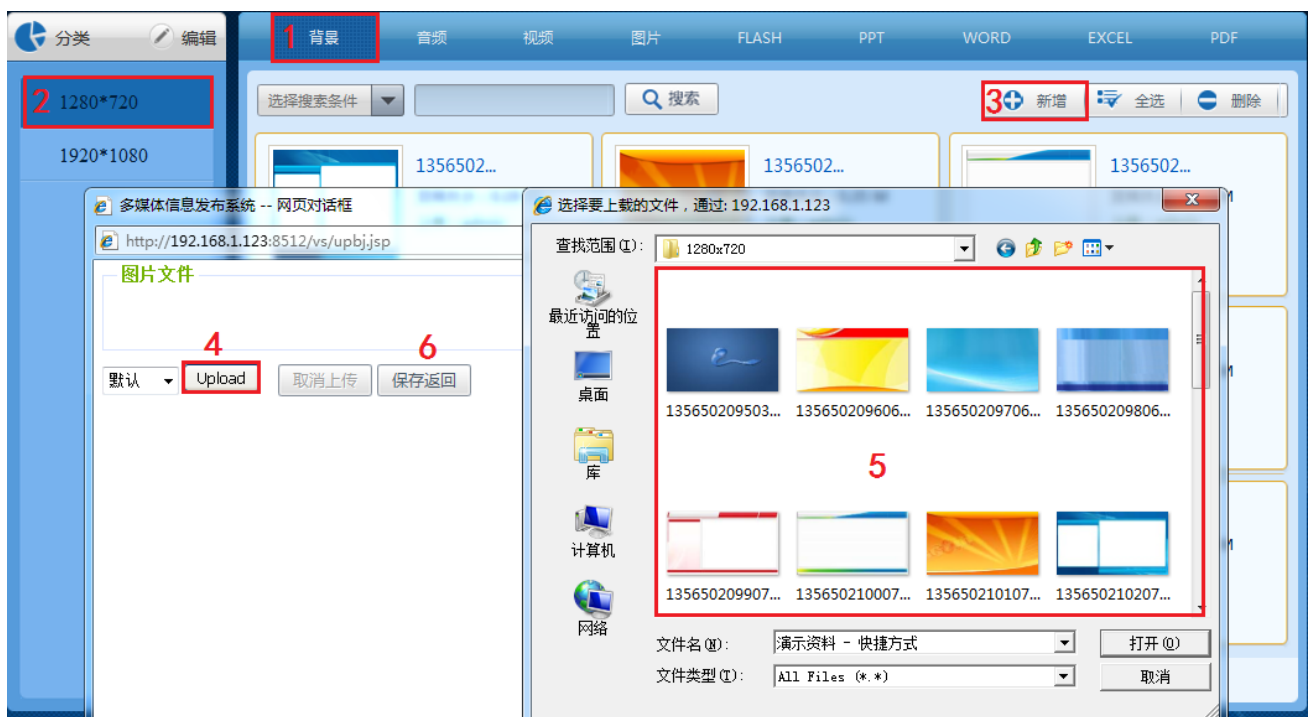 分类 编辑 1 背景 音频 视频 图片 FLASH PPT WORD EXCEL PDF
2 1280*720 选择搜索条件 搜索 3 新增 全选 删除
1920*1080
1356502... 1356502... 1356502...
多媒体信息发布系统 -- 网页对话框
http://192.168.1.123:8512/vs/upbj.jsp
图片文件
4 6
默认 Upload 取消上传 保存返回
选择要上载的文件，通过: 192.168.1.123
查找范围(I): 1280x720
最近访问的位
置
桌面
库
计算机
网络
135650209503... 135650209606... 135650209706... 135650209806...
5
135650209907... 135650210007... 135650210107... 135650210207...
文件名(N): 演示资料 - 快捷方式 打开(O)
文件类型(T): All Files (*.*) 取消